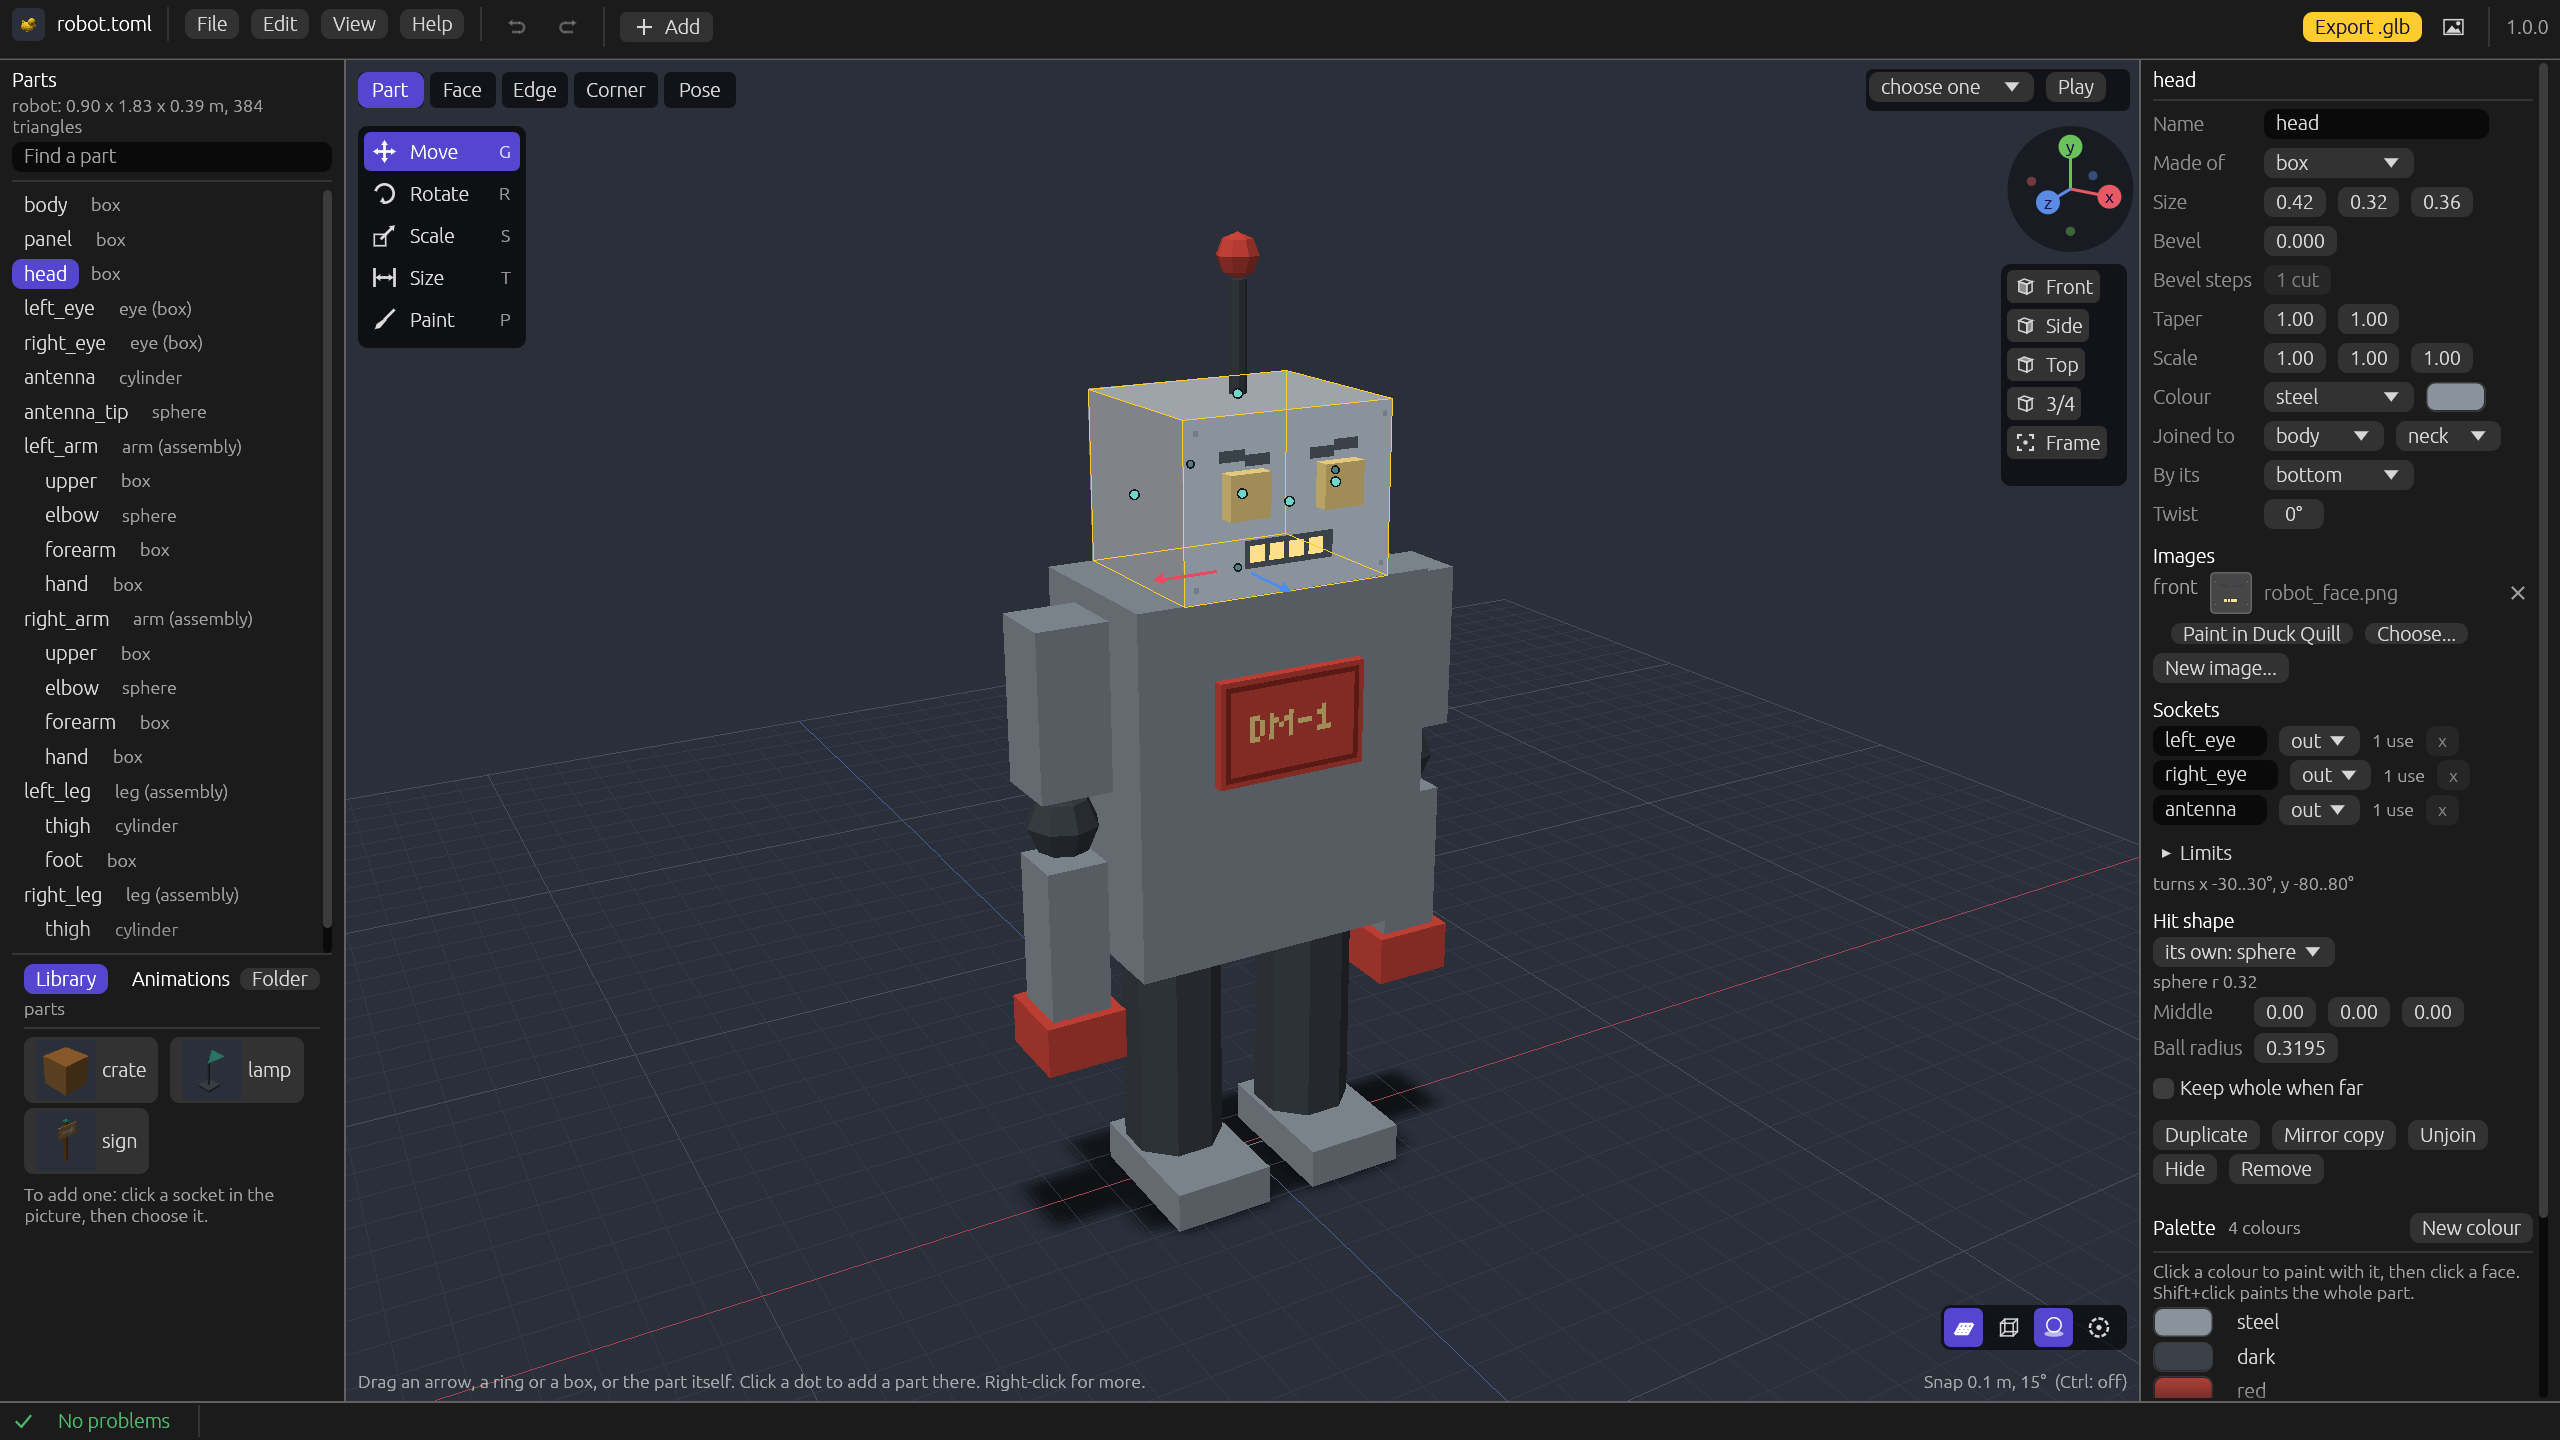 robot.toml File Edit View Help + Add Export .glb 1.0.0
Parts
robot: 0.90 x 1.83 x 0.39 m, 384
triangles
Find a part
body box
panel box
head box
left_eye eye (box)
right_eye eye (box)
antenna cylinder
antenna_tip sphere
left_arm arm (assembly)
upper box
elbow sphere
forearm box
hand box
right_arm arm (assembly)
upper box
elbow sphere
forearm box
hand box
left_leg leg (assembly)
thigh cylinder
foot box
right_leg leg (assembly)
thigh cylinder
Library Animations Folder
parts
crate lamp
sign
To add one: click a socket in the
picture, then choose it.
Part Face Edge Corner Pose
Move G
Rotate R
Scale S
Size T
Paint P
choose one Play
y
x
z
Front
Side
Top
3/4
Frame
DM-1
Drag an arrow, a ring or a box, or the part itself. Click a dot to add a part there. Right-click for more.
Snap 0.1 m, 15° (Ctrl: off)
head
Name head
Made of box
Size 0.42 0.32 0.36
Bevel 0.000
Bevel steps 1 cut
Taper 1.00 1.00
Scale 1.00 1.00 1.00
Colour steel
Joined to body neck
By its bottom
Twist 0°
Images
front robot_face.png
Paint in Duck Quill Choose...
New image...
Sockets
left_eye out 1 use x
right_eye out 1 use x
antenna out 1 use x
Limits
turns x -30..30°, y -80..80°
Hit shape
its own: sphere
sphere r 0.32
Middle 0.00 0.00 0.00
Ball radius 0.3195
Keep whole when far
Duplicate Mirror copy Unjoin
Hide Remove
Palette 4 colours New colour
Click a colour to paint with it, then click a face.
Shift+click paints the whole part.
steel
dark
red
No problems